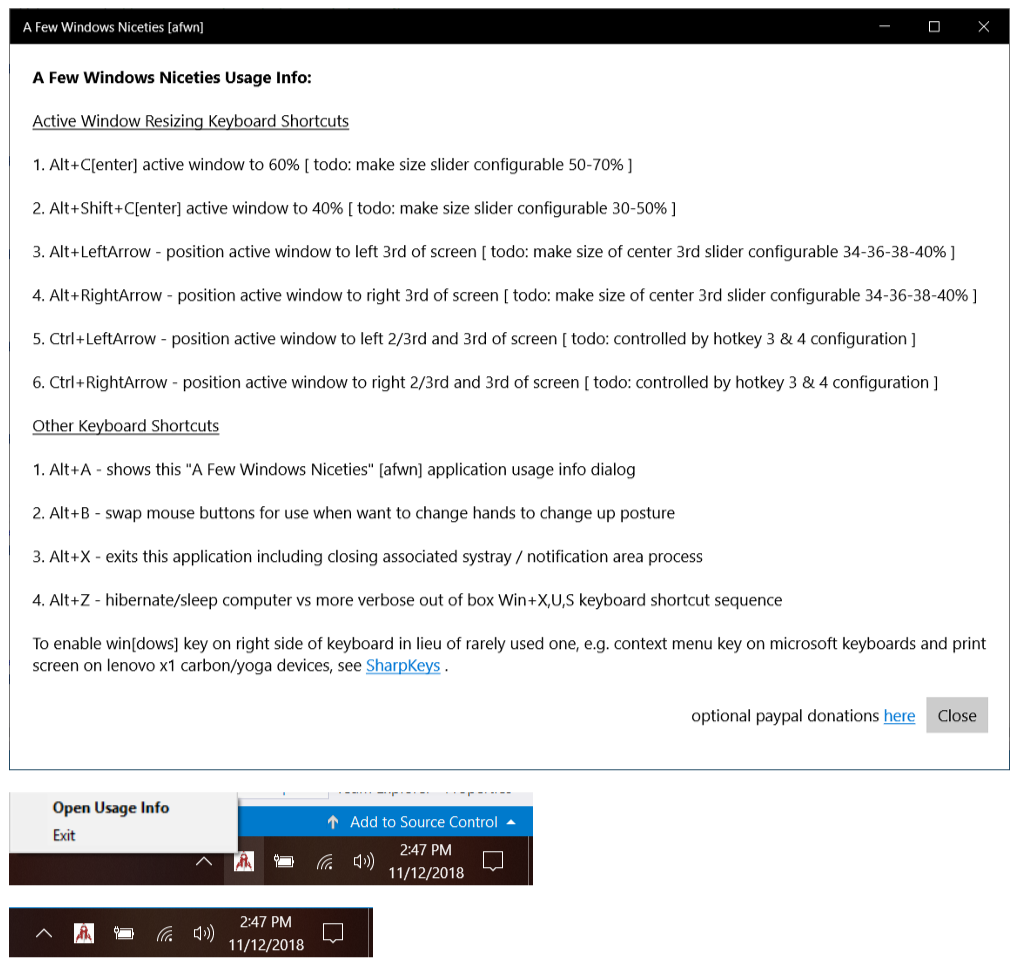 A Few Windows Niceties [afwn]
A Few Windows Niceties Usage Info:
Active Window Resizing Keyboard Shortcuts
1. Alt+C[enter] active window to 60% [ todo: make size slider configurable 50-70% ]
2. Alt+Shift+C[enter] active window to 40% [ todo: make size slider configurable 30-50% ]
3. Alt+LeftArrow - position active window to left 3rd of screen [ todo: make size of center 3rd slider configurable 34-36-38-40% ]
4. Alt+RightArrow - position active window to right 3rd of screen [ todo: make size of center 3rd slider configurable 34-36-38-40% ]
5. Ctrl+LeftArrow - position active window to left 2/3rd and 3rd of screen [ todo: controlled by hotkey 3 & 4 configuration ]
6. Ctrl+RightArrow - position active window to right 2/3rd and 3rd of screen [ todo: controlled by hotkey 3 & 4 configuration ]
Other Keyboard Shortcuts
1. Alt+A - shows this "A Few Windows Niceties" [afwn] application usage info dialog
2. Alt+B - swap mouse buttons for use when want to change hands to change up posture
3. Alt+X - exits this application including closing associated systray / notification area process
4. Alt+Z - hibernate/sleep computer vs more verbose out of box Win+X,U,S keyboard shortcut sequence
To enable win[dows] key on right side of keyboard in lieu of rarely used one, e.g. context menu key on microsoft keyboards and print
screen on lenovo x1 carbon/yoga devices, see SharpKeys .
optional paypal donations here
Close
Open Usage Info
Exit
Add to Source Control
2:47 PM
11/12/2018
2:47 PM
11/12/2018